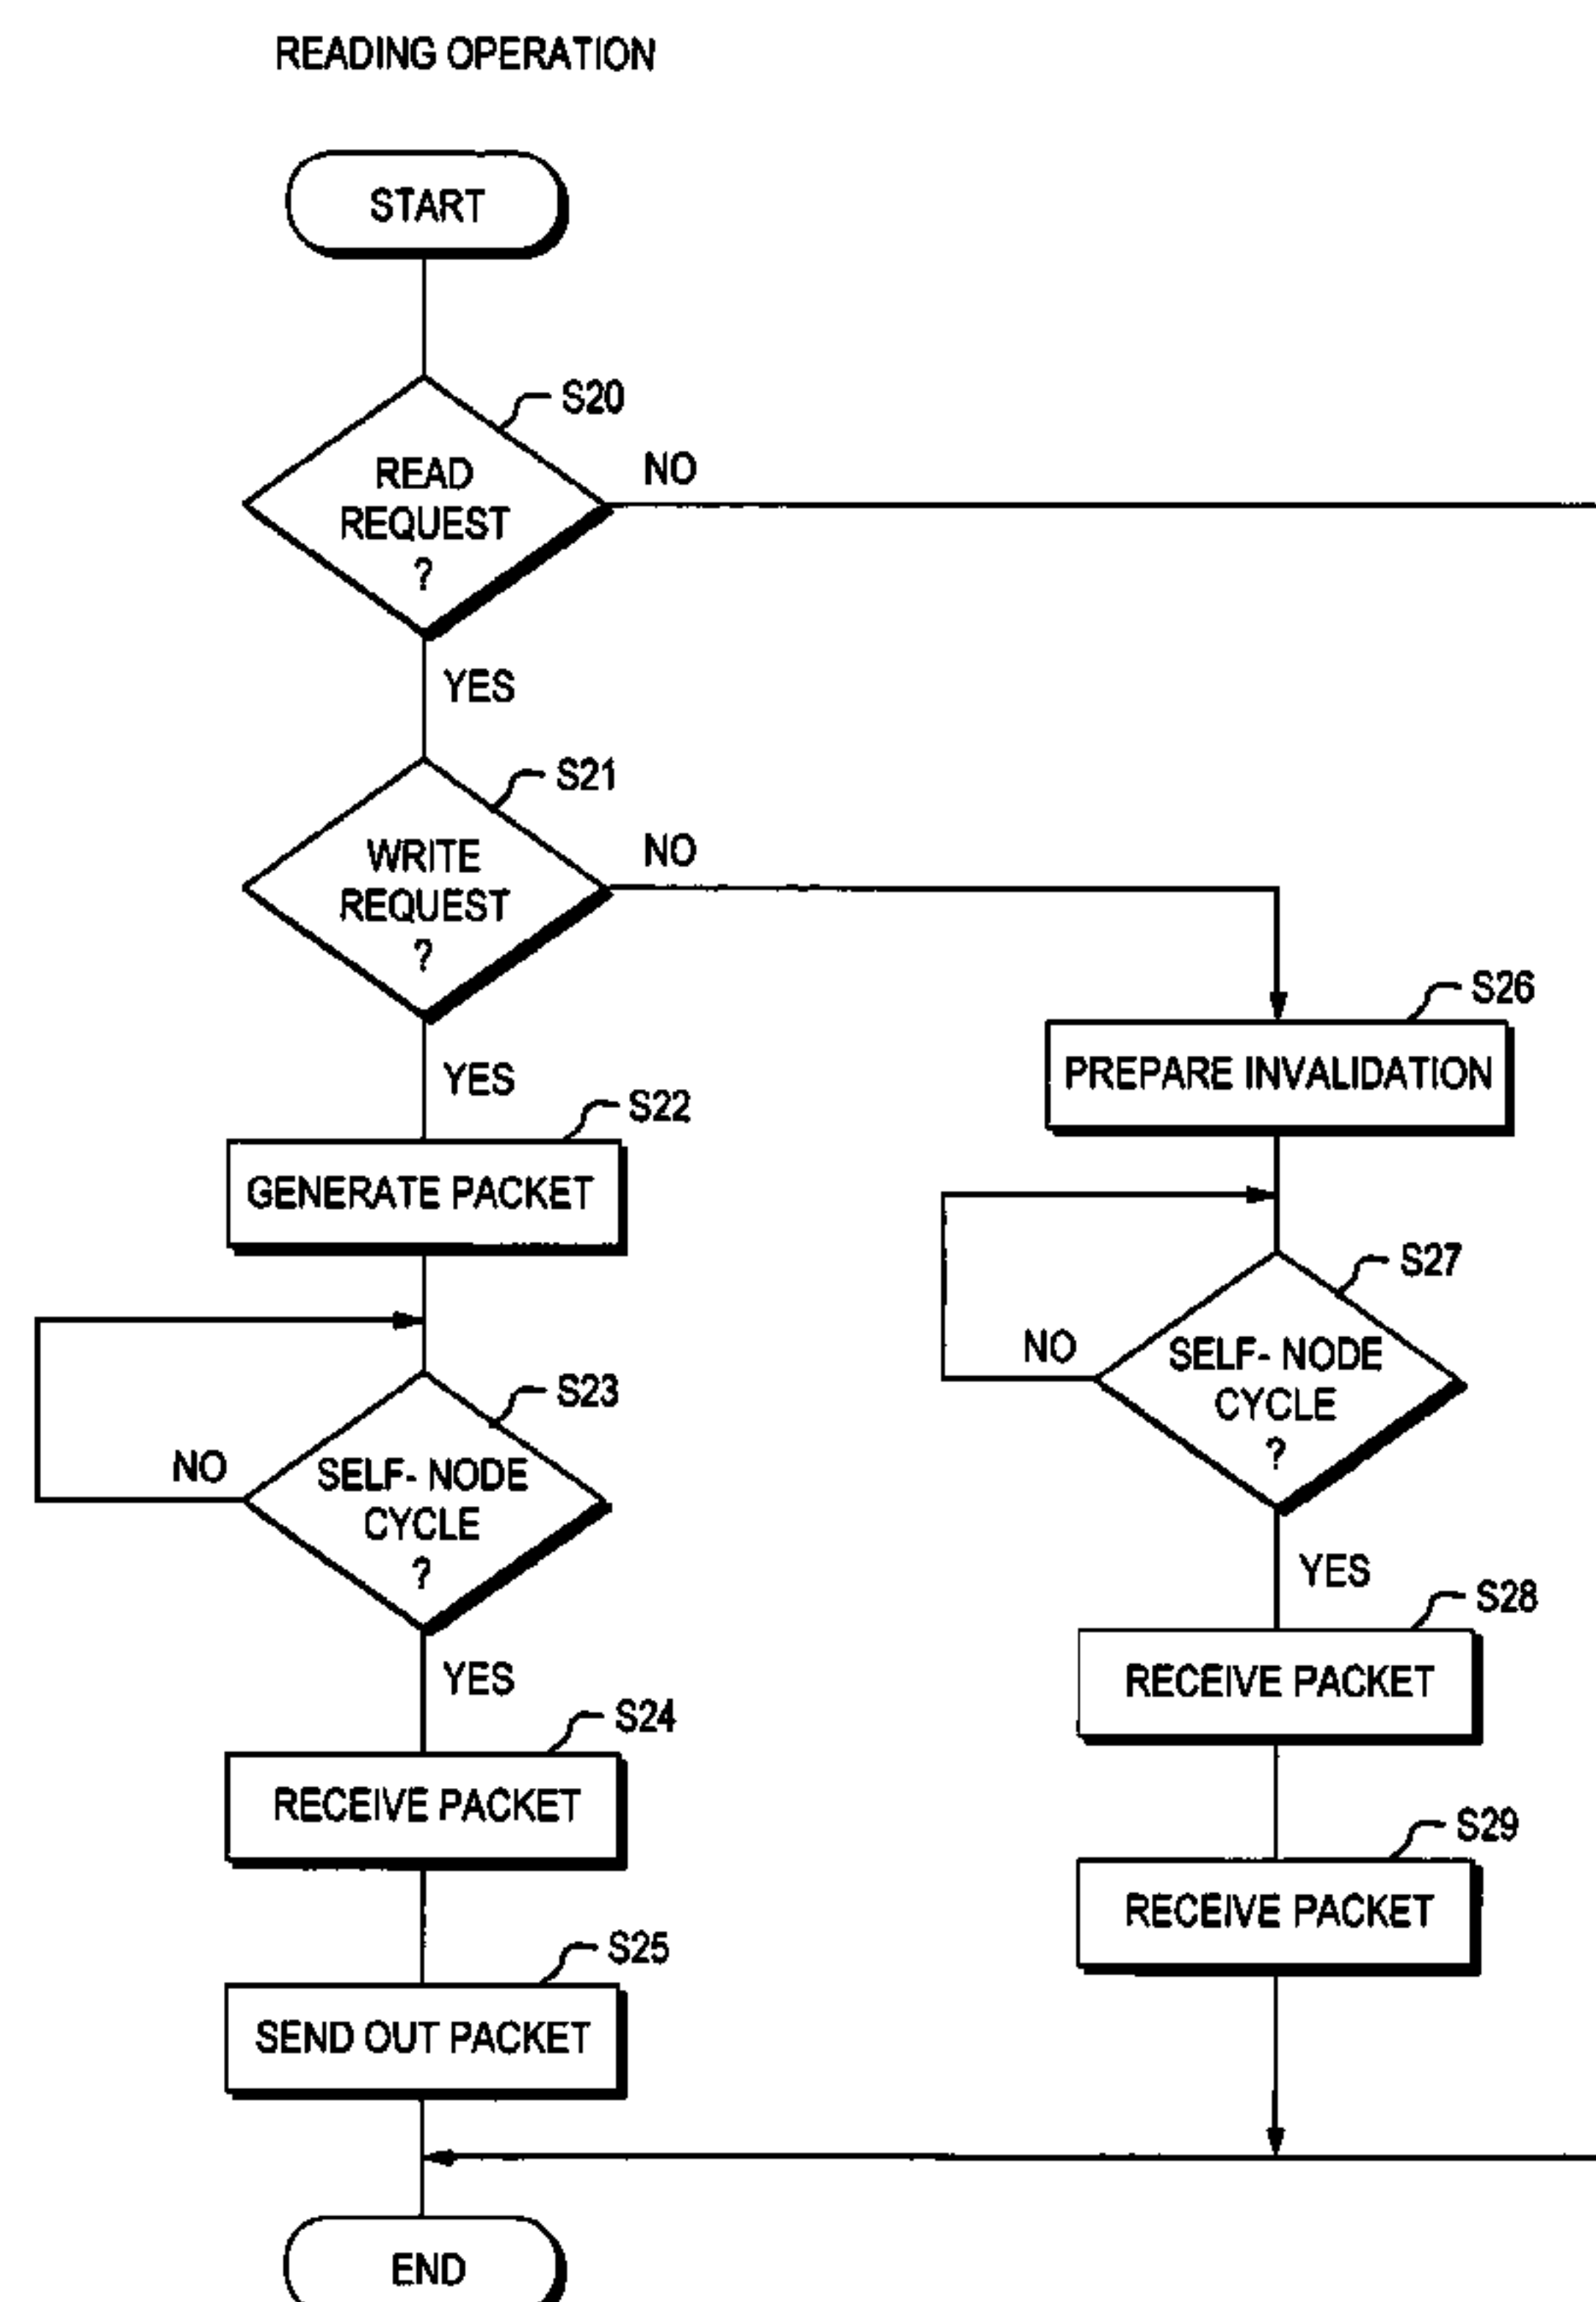 READING OPERATION
START
S20
READ
REQUEST
?
NO
YES
S21
WRITE
REQUEST
?
NO
YES
S22
GENERATE PACKET
S23
SELF- NODE
CYCLE
?
NO
YES
S24
RECEIVE PACKET
S25
SEND OUT PACKET
S26
PREPARE INVALIDATION
S27
SELF- NODE
CYCLE
?
NO
YES
S28
RECEIVE PACKET
S29
RECEIVE PACKET
END